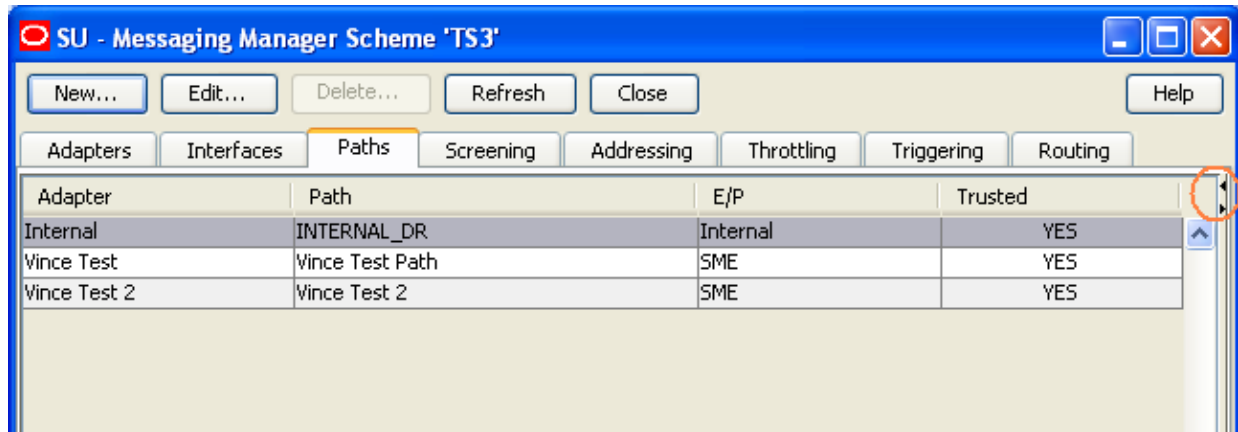 SU - Messaging Manager Scheme 'TS3'
New... Edit... Delete... Refresh Close Help
Adapters Interfaces Paths Screening Addressing Throttling Triggering Routing
Adapter Path E/P Trusted
Internal INTERNAL_DR Internal YES
Vince Test Vince Test Path SME YES
Vince Test 2 Vince Test 2 SME YES